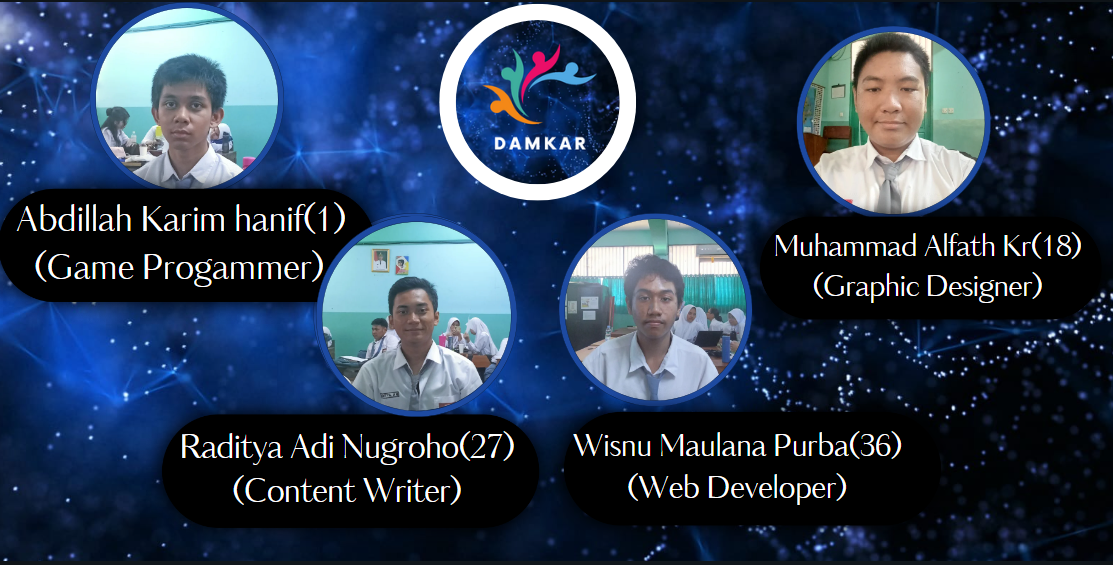 DAMKAR
Abdillah Karim hanif(1)
(Game Progammer)
Muhammad Alfath Kr(18)
(Graphic Designer)
Raditya Adi Nugroho(27)
(Content Writer)
Wisnu Maulana Purba(36)
(Web Developer)